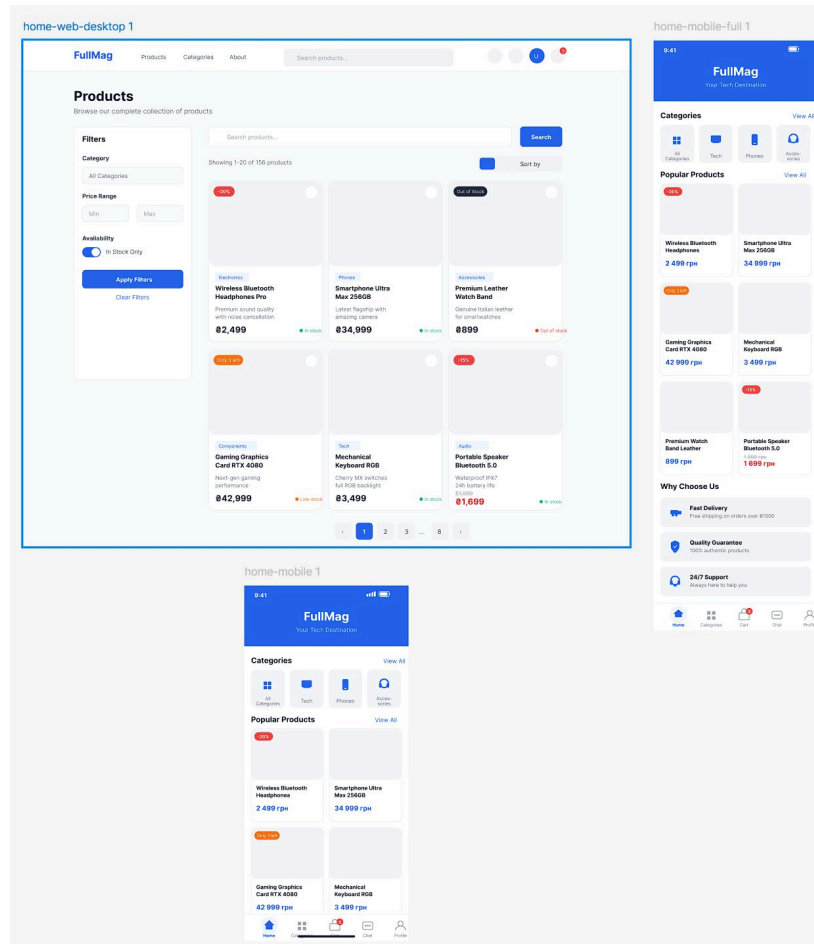 home-web-desktop 1
FullMag
Products
Categories
About
Search products...
U
Products
Browse our complete collection of products
Filters
Category
All Categories
Price Range
Min
Max
Availability
In Stock Only
Apply Filters
Clear Filters
Search products...
Search
Showing 1-20 of 156 products
Sort by
-20%
Electronics
Wireless Bluetooth
Headphones Pro
Premium sound quality
with noise cancellation
₴2,499
In stock
Phones
Smartphone Ultra
Max 256GB
Latest flagship with
amazing camera
₴34,999
In stock
Out of Stock
Accessories
Premium Leather
Watch Band
Genuine Italian leather
for smartwatches
₴899
Out of stock
Only 3 left
Components
Gaming Graphics
Card RTX 4080
Next-gen gaming
performance
₴42,999
Low stock
Tech
Mechanical
Keyboard RGB
Cherry MX switches
full RGB backlight
₴3,499
In stock
-15%
Audio
Portable Speaker
Bluetooth 5.0
Waterproof IPX7
24h battery life
₴1,999
₴1,699
In stock
‹ 1 2 3 ... 8 ›
home-mobile-full 1
9:41
FullMag
Your Tech Destination
Categories
View All
All
Categories
Tech
Phones
Acces-
sories
Popular Products
View All
-20%
Wireless Bluetooth
Headphones
2 499 грн
Smartphone Ultra
Max 256GB
34 999 грн
Only 3 left
Gaming Graphics
Card RTX 4080
42 999 грн
Mechanical
Keyboard RGB
3 499 грн
Premium Watch
Band Leather
899 грн
-15%
Portable Speaker
Bluetooth 5.0
1 999 грн
1 699 грн
Why Choose Us
Fast Delivery
Free shipping on orders over ₴1000
Quality Guarantee
100% authentic products
24/7 Support
Always here to help you
Home
Categories
Cart
Chat
Profil
home-mobile 1
9:41
FullMag
Your Tech Destination
Categories
View All
All
Categories
Tech
Phones
Acces-
sories
Popular Products
View All
-20%
Wireless Bluetooth
Headphones
2 499 грн
Smartphone Ultra
Max 256GB
34 999 грн
Only 3 left
Gaming Graphics
Card RTX 4080
42 999 грн
Mechanical
Keyboard RGB
3 499 грн
Home
Chat
Profile